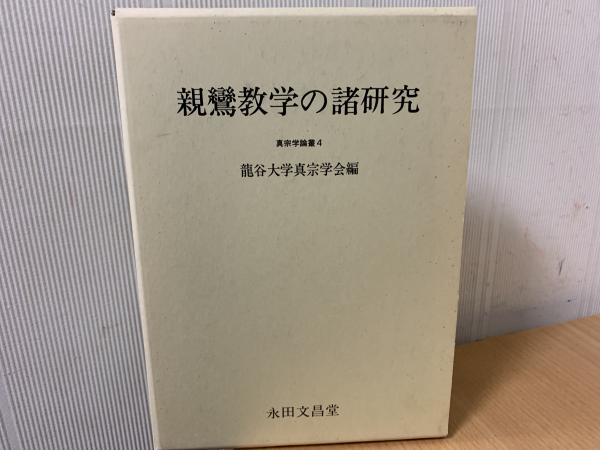 親鸞教学の諸研究
真宗学論叢4
龍谷大学真宗学会編
永田文昌堂